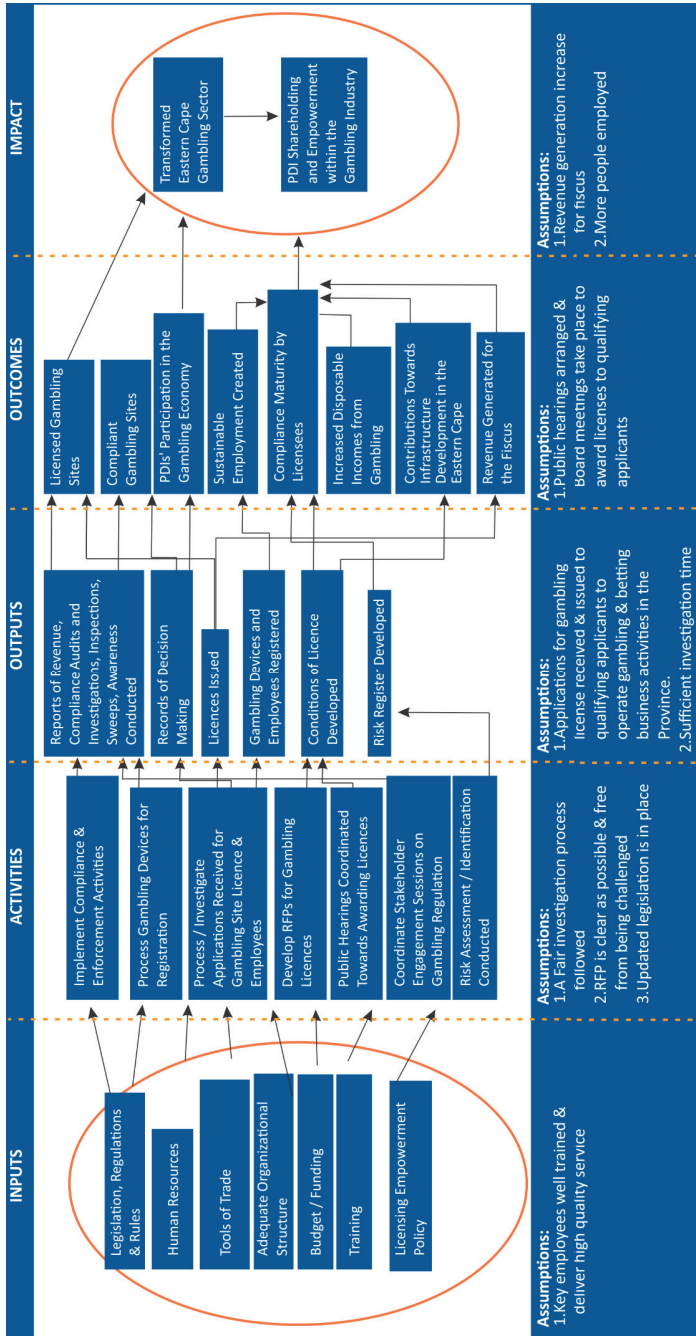 INPUTS
Legislation, Regulations
& Rules
Human Resources
Tools of Trade
Adequate Organizational
Structure
Budget / Funding
Training
Licensing Empowerment
Policy
Assumptions:
1.Key employees well trained &
deliver high quality service
ACTIVITIES
Implement Compliance &
Enforcement Activities
Process Gambling Devices for
Registration
Process / Investigate
Applications Received for
Gambling Site Licence &
Employees
Develop RFPs for Gambling
Licences
Public Hearings Coordinated
Towards Awarding Licences
Coordinate Stakeholder
Engagement Sessions on
Gambling Regulation
Risk Assessment / Identification
Conducted
Assumptions:
1.A Fair investigation process
followed
2.RFP is clear as possible & free
from being challenged
3.Updated legislation is in place
OUTPUTS
Reports of Revenue,
Compliance Audits and
Investigations, Inspections,
Sweeps, Awareness
Conducted
Records of Decision
Making
Licences Issued
Gambling Devices and
Employees Registered
Conditions of Licence
Developed
Risk Register Developed
Assumptions:
1.Applications for gambling
license received & issued to
qualifying applicants to
operate gambling & betting
business activities in the
Province.
2.Sufficient investigation time
OUTCOMES
Licensed Gambling
Sites
Compliant
Gambling Sites
PDIs' Participation in the
Gambling Economy
Sustainable
Employment Created
Compliance Maturity by
Licensees
Increased Disposable
Incomes from
Gambling
Contributions Towards
Infrastructure
Development in the
Eastern Cape
Revenue Generated for
the Fiscus
Assumptions:
1.Public hearings arranged &
Board meetings take place to
award licenses to qualifying
applicants
IMPACT
Transformed
Eastern Cape
Gambling Sector
PDI Shareholding
and Empowerment
within the
Gambling Industry
Assumptions:
1.Revenue generation increase
for fiscus
2.More people employed